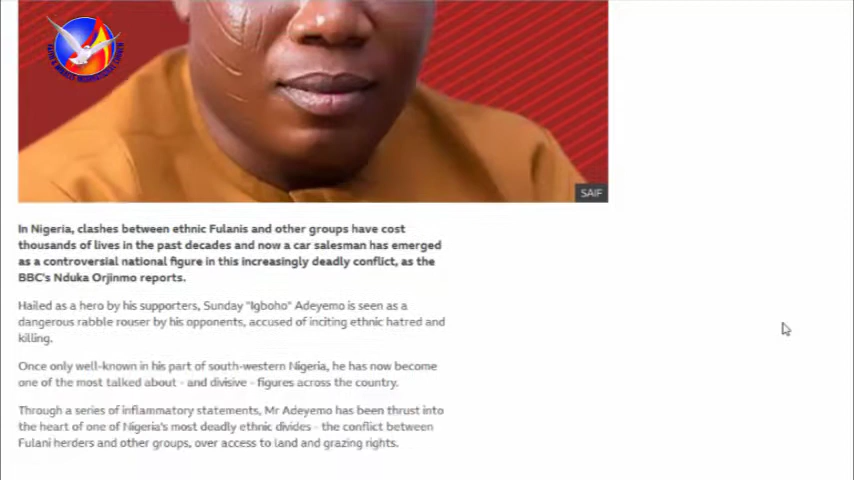 FAITH & MIRACLE INTERNATIONAL CHURCH
SAIF
In Nigeria, clashes between ethnic Fulanis and other groups have cost
thousands of lives in the past decades and now a car salesman has emerged
as a controversial national figure in this increasingly deadly conflict, as the
BBC's Nduka Orjinmo reports.
Hailed as a hero by his supporters, Sunday "Igboho" Adeyemo is seen as a
dangerous rabble rouser by his opponents, accused of inciting ethnic hatred and
killing.
Once only well-known in his part of south-western Nigeria, he has now become
one of the most talked about - and divisive - figures across the country.
Through a series of inflammatory statements, Mr Adeyemo has been thrust into
the heart of one of Nigeria's most deadly ethnic divides - the conflict between
Fulani herders and other groups, over access to land and grazing rights.